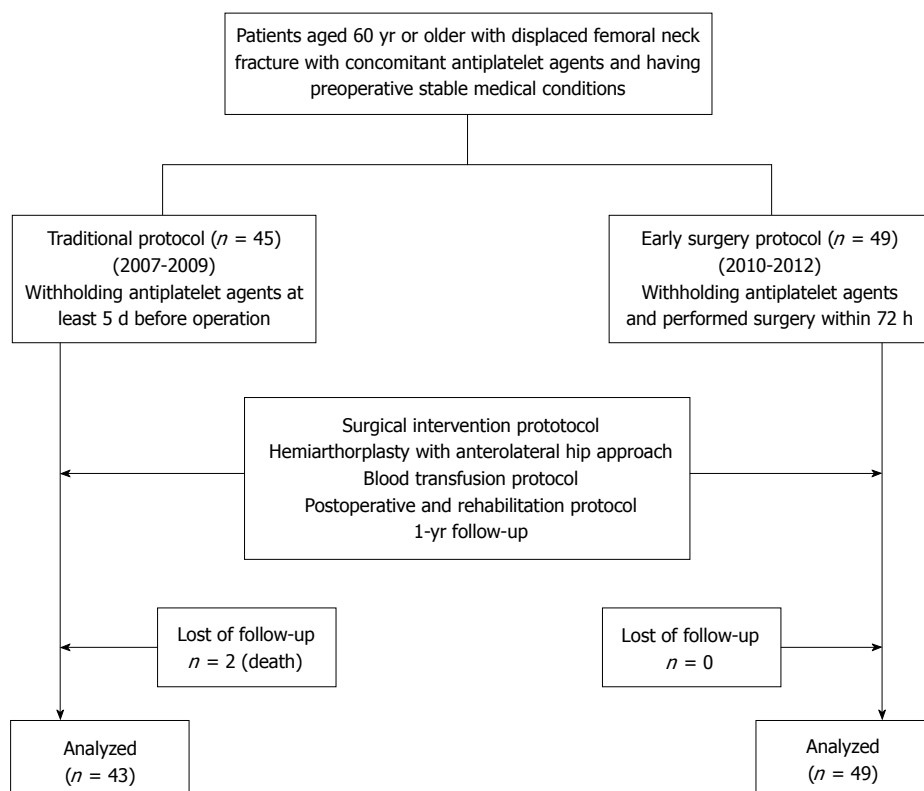 Patients aged 60 yr or older with displaced femoral neck
fracture with concomitant antiplatelet agents and having
preoperative stable medical conditions
Traditional protocol (n = 45)
(2007-2009)
Withholding antiplatelet agents at
least 5 d before operation
Early surgery protocol (n = 49)
(2010-2012)
Withholding antiplatelet agents
and performed surgery within 72 h
Surgical intervention prototocol
Hemiarthorplasty with anterolateral hip approach
Blood transfusion protocol
Postoperative and rehabilitation protocol
1-yr follow-up
Lost of follow-up
n = 2 (death)
Lost of follow-up
n = 0
Analyzed
(n = 43)
Analyzed
(n = 49)